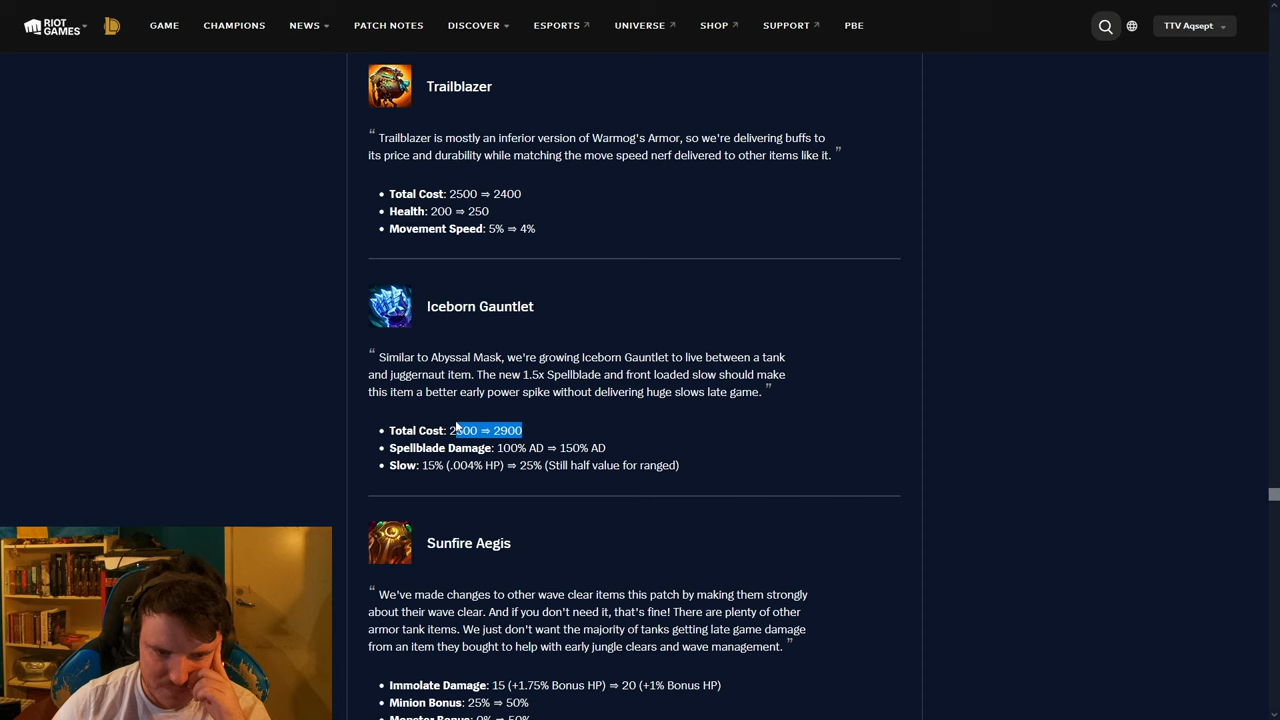 RIOT GAMES
GAME
CHAMPIONS
NEWS
PATCH NOTES
DISCOVER
ESPORTS
UNIVERSE
SHOP
SUPPORT
PBE
TTV Aqsept
Trailblazer
“ Trailblazer is mostly an inferior version of Warmog's Armor, so we're delivering buffs to
its price and durability while matching the move speed nerf delivered to other items like it. ”
• Total Cost: 2500 ⇒ 2400
• Health: 200 ⇒ 250
• Movement Speed: 5% ⇒ 4%
Iceborn Gauntlet
“ Similar to Abyssal Mask, we're growing Iceborn Gauntlet to live between a tank
and juggernaut item. The new 1.5x Spellblade and front loaded slow should make
this item a better early power spike without delivering huge slows late game. ”
• Total Cost: ⇒ 2900
• Spellblade Damage: 100% AD ⇒ 150% AD
• Slow: 15% (.004% HP) ⇒ 25% (Still half value for ranged)
Sunfire Aegis
“ We've made changes to other wave clear items this patch by making them strongly
about their wave clear. And if you don't need it, that's fine! There are plenty of other
armor tank items. We just don't want the majority of tanks getting late game damage
from an item they bought to help with early jungle clears and wave management. ”
• Immolate Damage: 15 (+1.75% Bonus HP) ⇒ 20 (+1% Bonus HP)
• Minion Bonus: 25% ⇒ 50%
• Monster Bonus: 0% ⇒ 50%